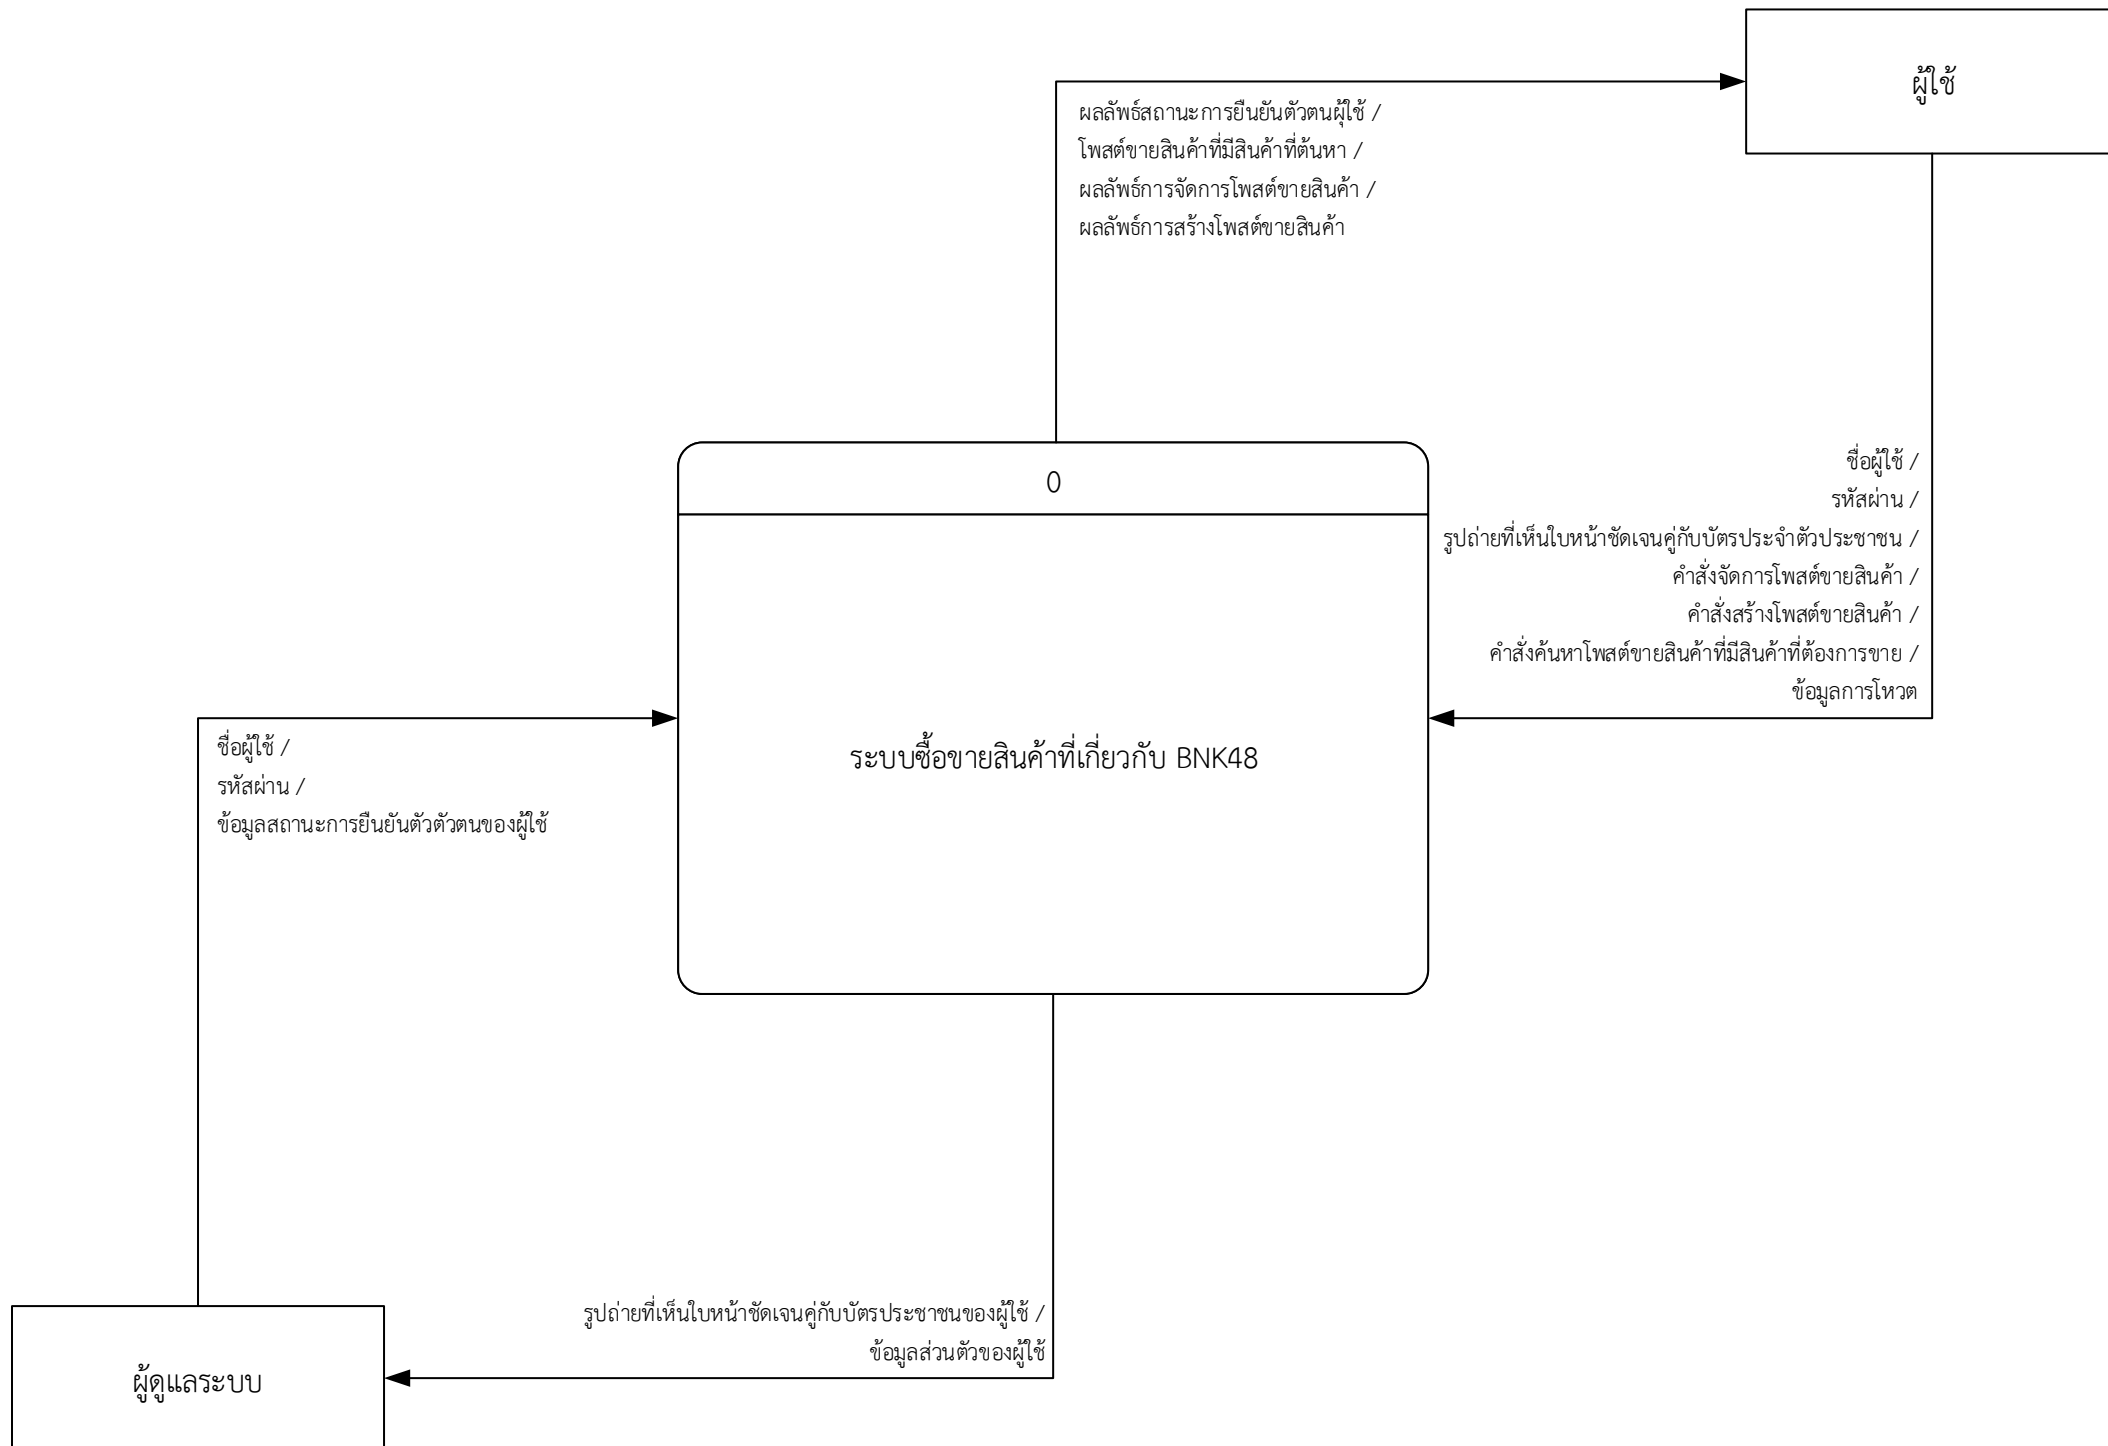 ผู้ใช้
ผลลัพธ์สถานะการยืนยันตัวตนผุ้ใช้ /
โพสต์ขายสินค้าที่มีสินค้าที่ต้นหา /
ผลลัพธ์การจัดการโพสต์ขายสินค้า /
ผลลัพธ์การสร้างโพสต์ขายสินค้า
ชื่อผู้ใช้ /
รหัสผ่าน /
รูปถ่ายที่เห็นใบหน้าชัดเจนคู่กับบัตรประจำตัวประชาชน /
คำสั่งจัดการโพสต์ขายสินค้า /
คำสั่งสร้างโพสต์ขายสินค้า /
คำสั่งค้นหาโพสต์ขายสินค้าที่มีสินค้าที่ต้องการขาย /
ข้อมูลการโหวต
0
ระบบซื้อขายสินค้าที่เกี่ยวกับ BNK48
ชื่อผู้ใช้ /
รหัสผ่าน /
ข้อมูลสถานะการยืนยันตัวตัวตนของผู้ใช้
รูปถ่ายที่เห็นใบหน้าชัดเจนคู่กับบัตรประชาชนของผู้ใช้ /
ข้อมูลส่วนตัวของผู้ใช้
ผู้ดูแลระบบ